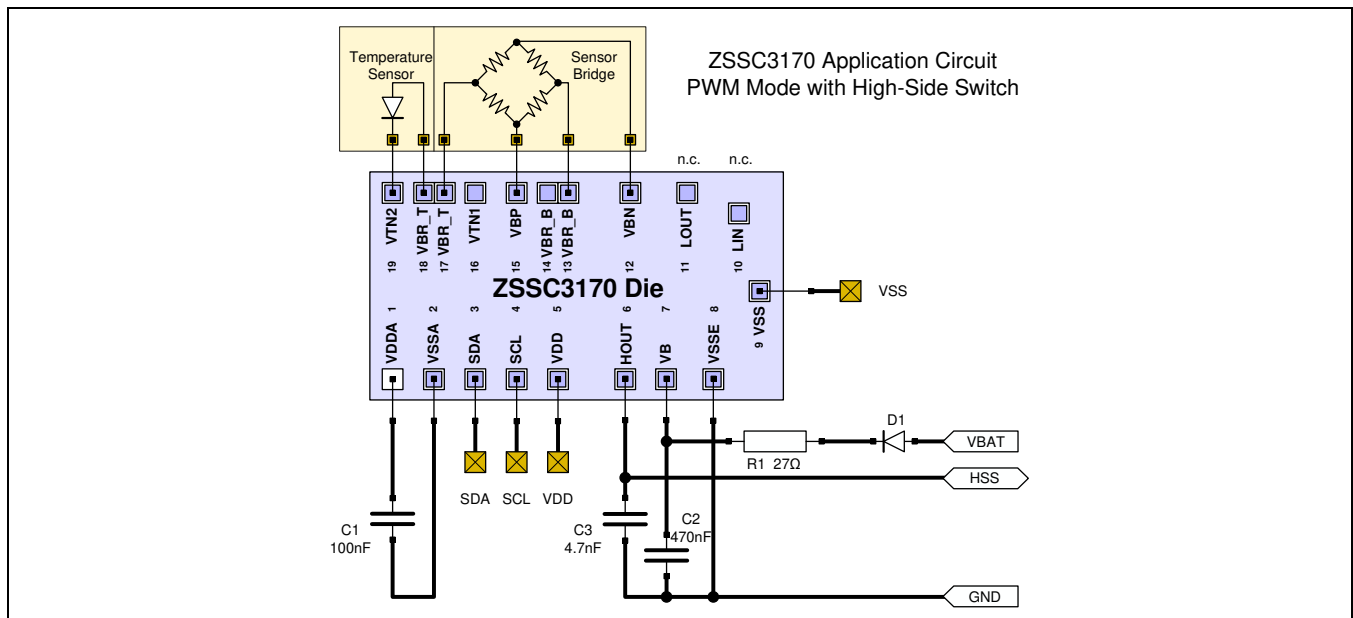 ZSSC3170 Application Circuit
PWM Mode with High-Side Switch
Temperature
Sensor
Sensor
Bridge
n.c.
n.c.
VTN2
VBR_T
VBR_T
VTN1
VBP
VBR_B
VBR_B
VBN
LOUT
LIN
19
18
17
16
15
14
13
12
11
10
ZSSC3170 Die
VSS
9
VSS
1
2
3
4
5
6
7
8
VDDA
VSSA
SDA
SCL
VDD
HOUT
VB
VSSE
D1
VBAT
R1 27Ω
HSS
SDA
SCL
VDD
C1
100nF
C3
4.7nF
C2
470nF
GND